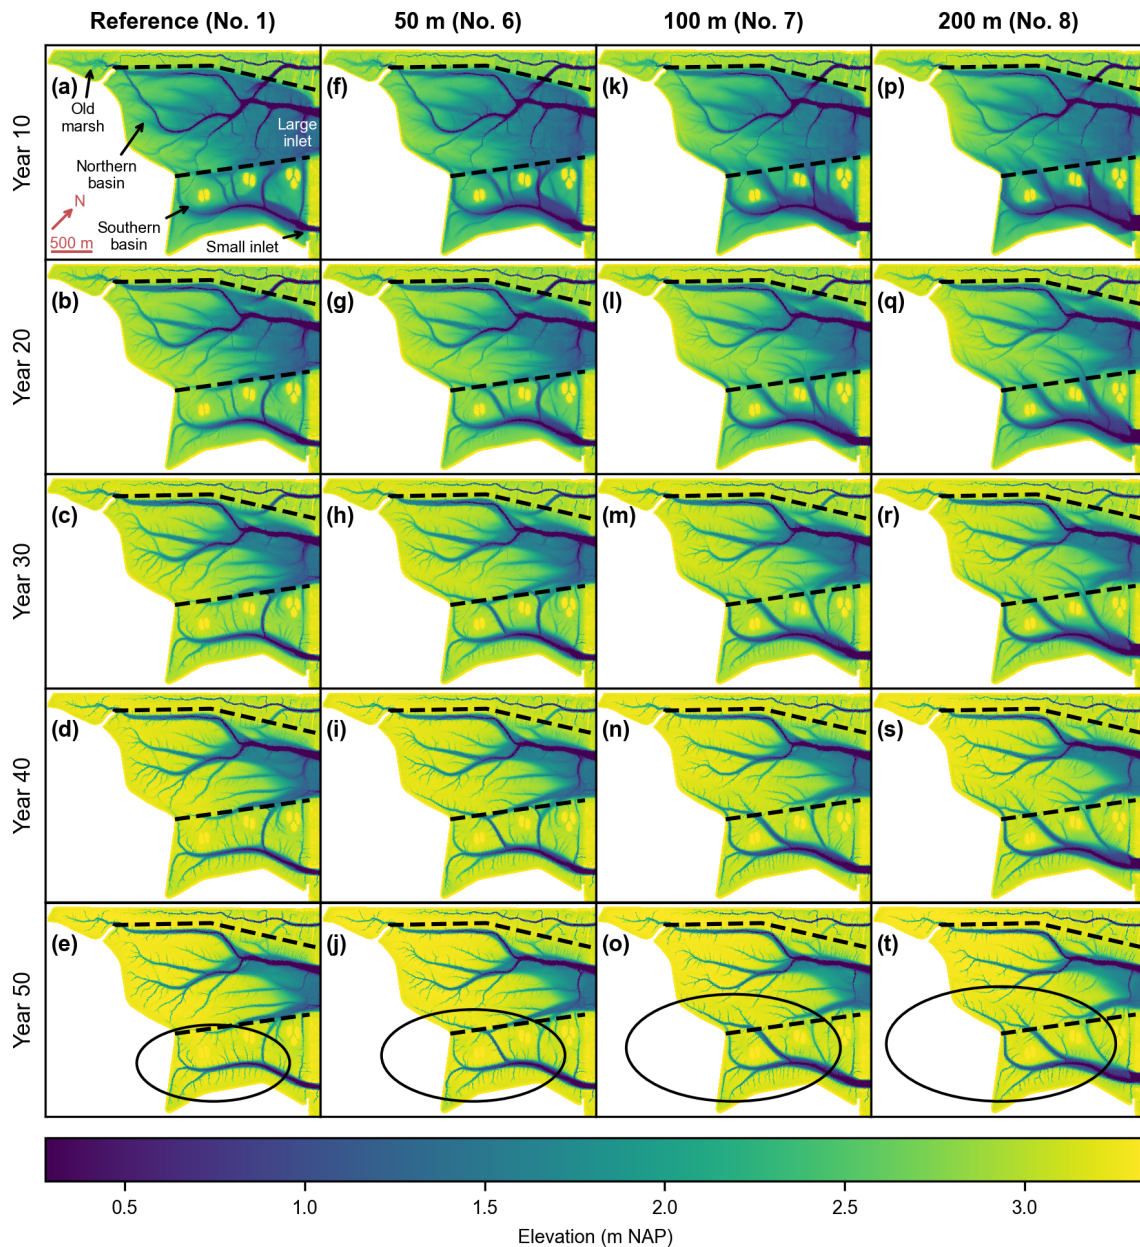 Reference (No. 1) 50 m (No. 6) 100 m (No. 7) 200 m (No. 8)
Year 10
(a) (f) (k) (p)
Old
marsh
Large
inlet
Northern
basin
N
Southern
basin
500 m
Small inlet
Year 20
(b) (g) (l) (q)
Year 30
(c) (h) (m) (r)
Year 40
(d) (i) (n) (s)
Year 50
(e) (j) (o) (t)
0.5 1.0 1.5 2.0 2.5 3.0
Elevation (m NAP)